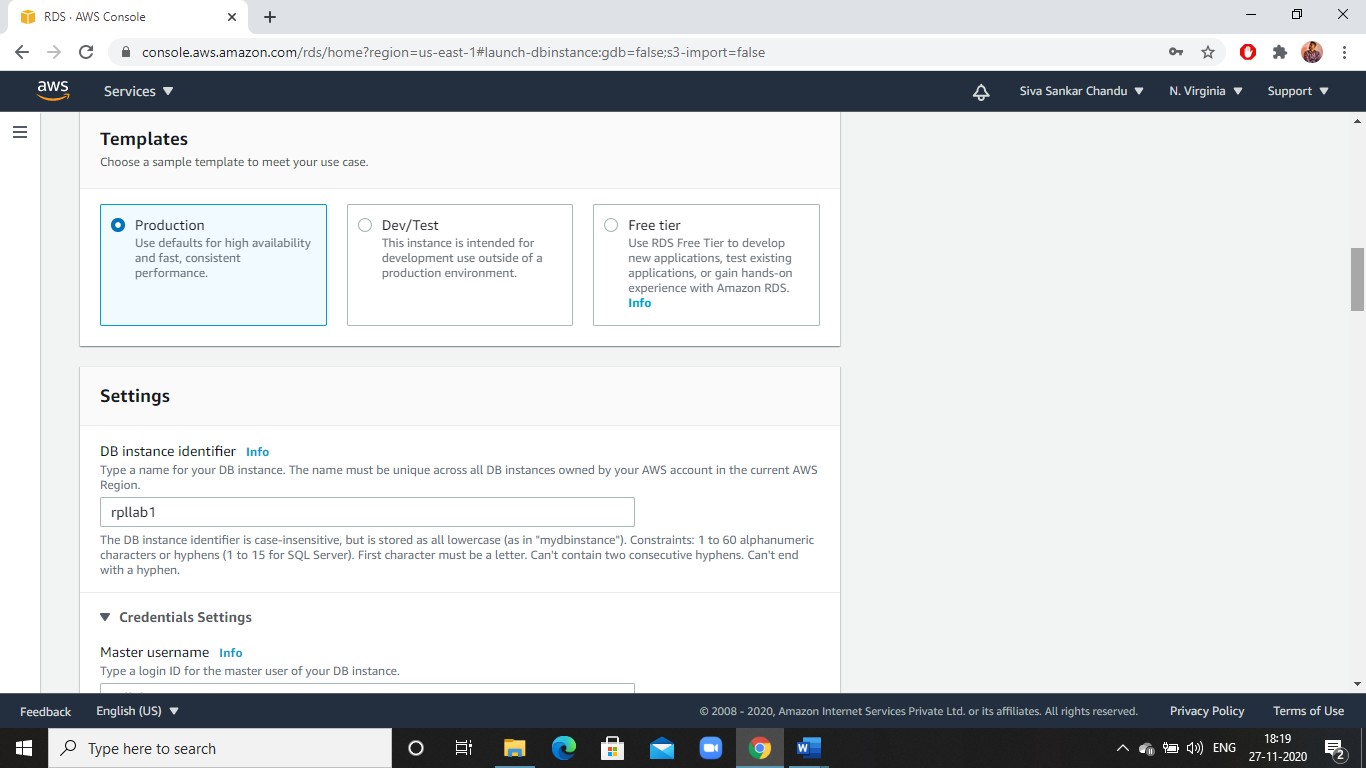 RDS · AWS Console
console.aws.amazon.com/rds/home?region=us-east-1#launch-dbinstance:gdb=false;s3-import=false
aws
Services
Siva Sankar Chandu
N. Virginia
Support
Templates
Choose a sample template to meet your use case.
Production
Use defaults for high availability
and fast, consistent
performance.
Dev/Test
This instance is intended for
development use outside of a
production environment.
Free tier
Use RDS Free Tier to develop
new applications, test existing
applications, or gain hands-on
experience with Amazon RDS.
Info
Settings
DB instance identifier Info
Type a name for your DB instance. The name must be unique across all DB instances owned by your AWS account in the current AWS
Region.
rpllab1
The DB instance identifier is case-insensitive, but is stored as all lowercase (as in "mydbinstance"). Constraints: 1 to 60 alphanumeric
characters or hyphens (1 to 15 for SQL Server). First character must be a letter. Can't contain two consecutive hyphens. Can't end
with a hyphen.
Credentials Settings
Master username Info
Type a login ID for the master user of your DB instance.
Feedback
English (US)
© 2008 - 2020, Amazon Internet Services Private Ltd. or its affiliates. All rights reserved.
Privacy Policy
Terms of Use
Type here to search
W
ENG
18:19
27-11-2020
2